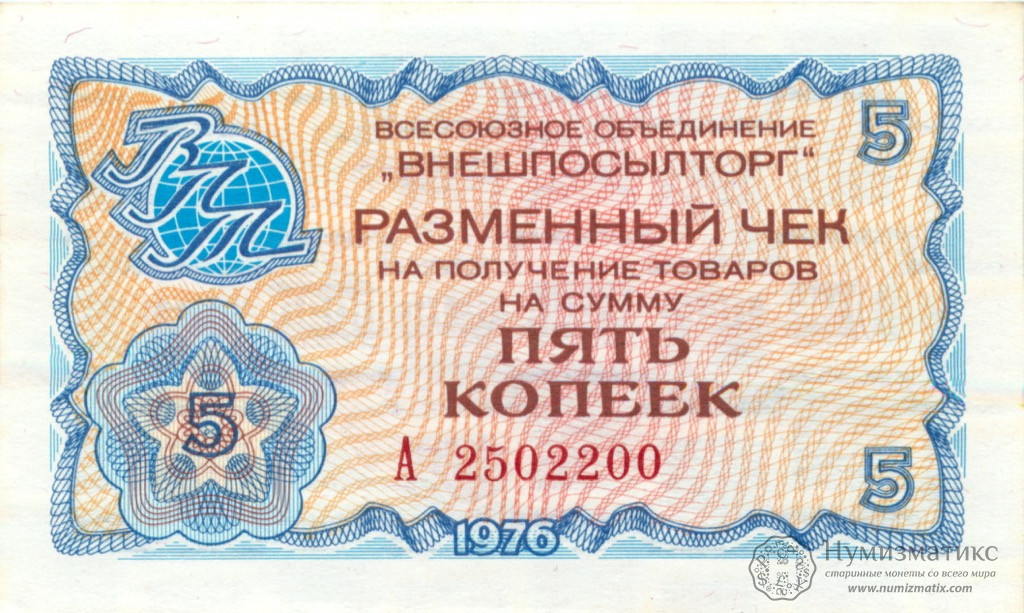 ВПТ
ВСЕСОЮЗНОЕ ОБЪЕДИНЕНИЕ
„ВНЕШПОСЫЛТОРГ“
5
РАЗМЕННЫЙ ЧЕК
НА ПОЛУЧЕНИЕ ТОВАРОВ
НА СУММУ
ПЯТЬ
КОПЕЕК
5
А 2502200
5
1976
Нумизматикс
старинные монеты со всего мира
www.numizmatix.com